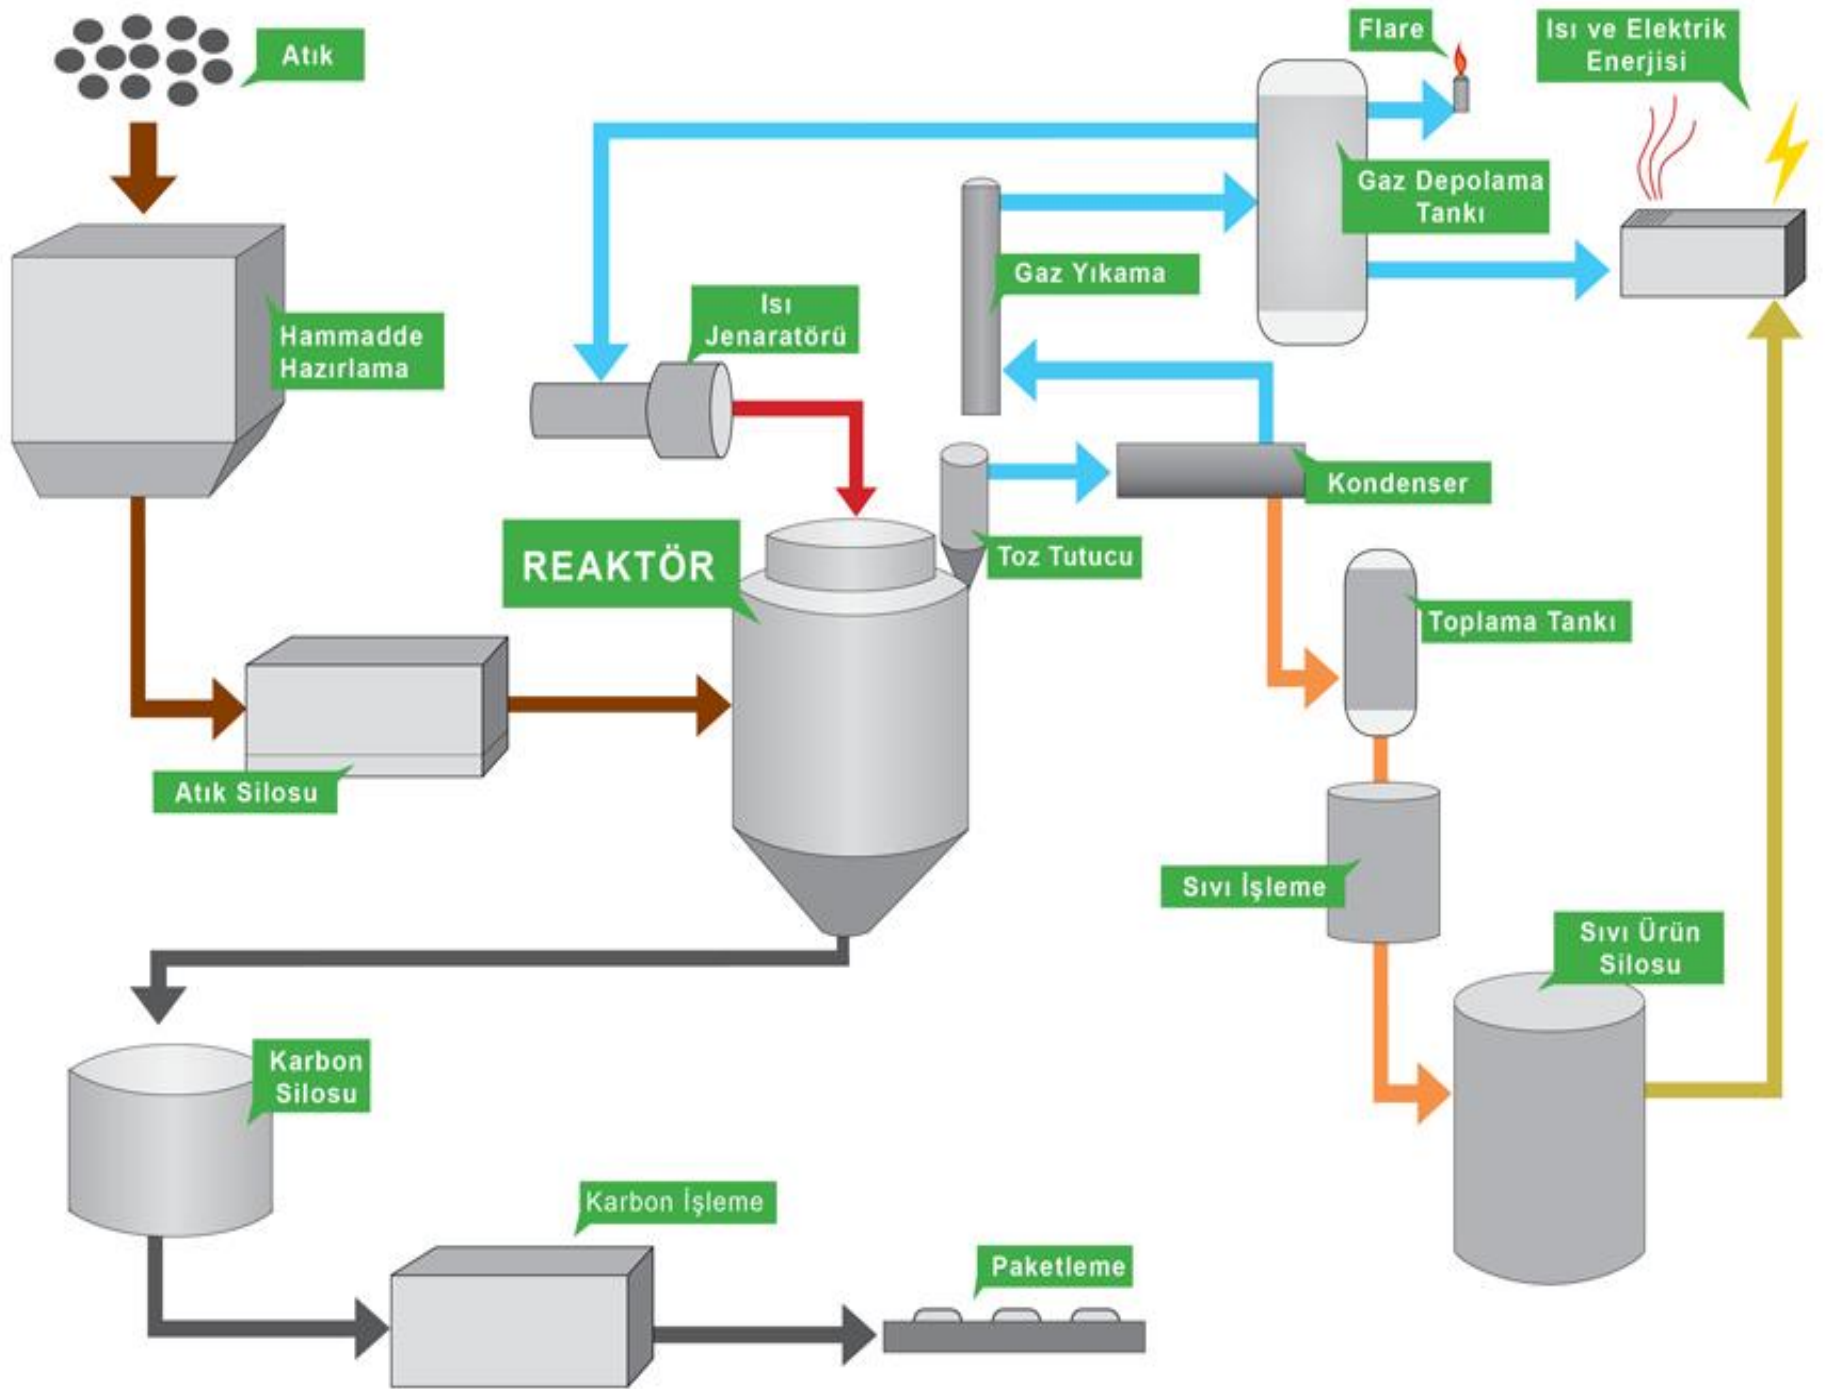 Atık
Flare
Isı ve Elektrik
Enerjisi
Gaz Depolama
Tankı
Gaz Yıkama
Isı
Jenaratörü
Hammadde
Hazırlama
Kondenser
REAKTÖR
Toz Tutucu
Toplama Tankı
Atık Silosu
Sıvı İşleme
Sıvı Ürün
Silosu
Karbon
Silosu
Karbon İşleme
Paketleme